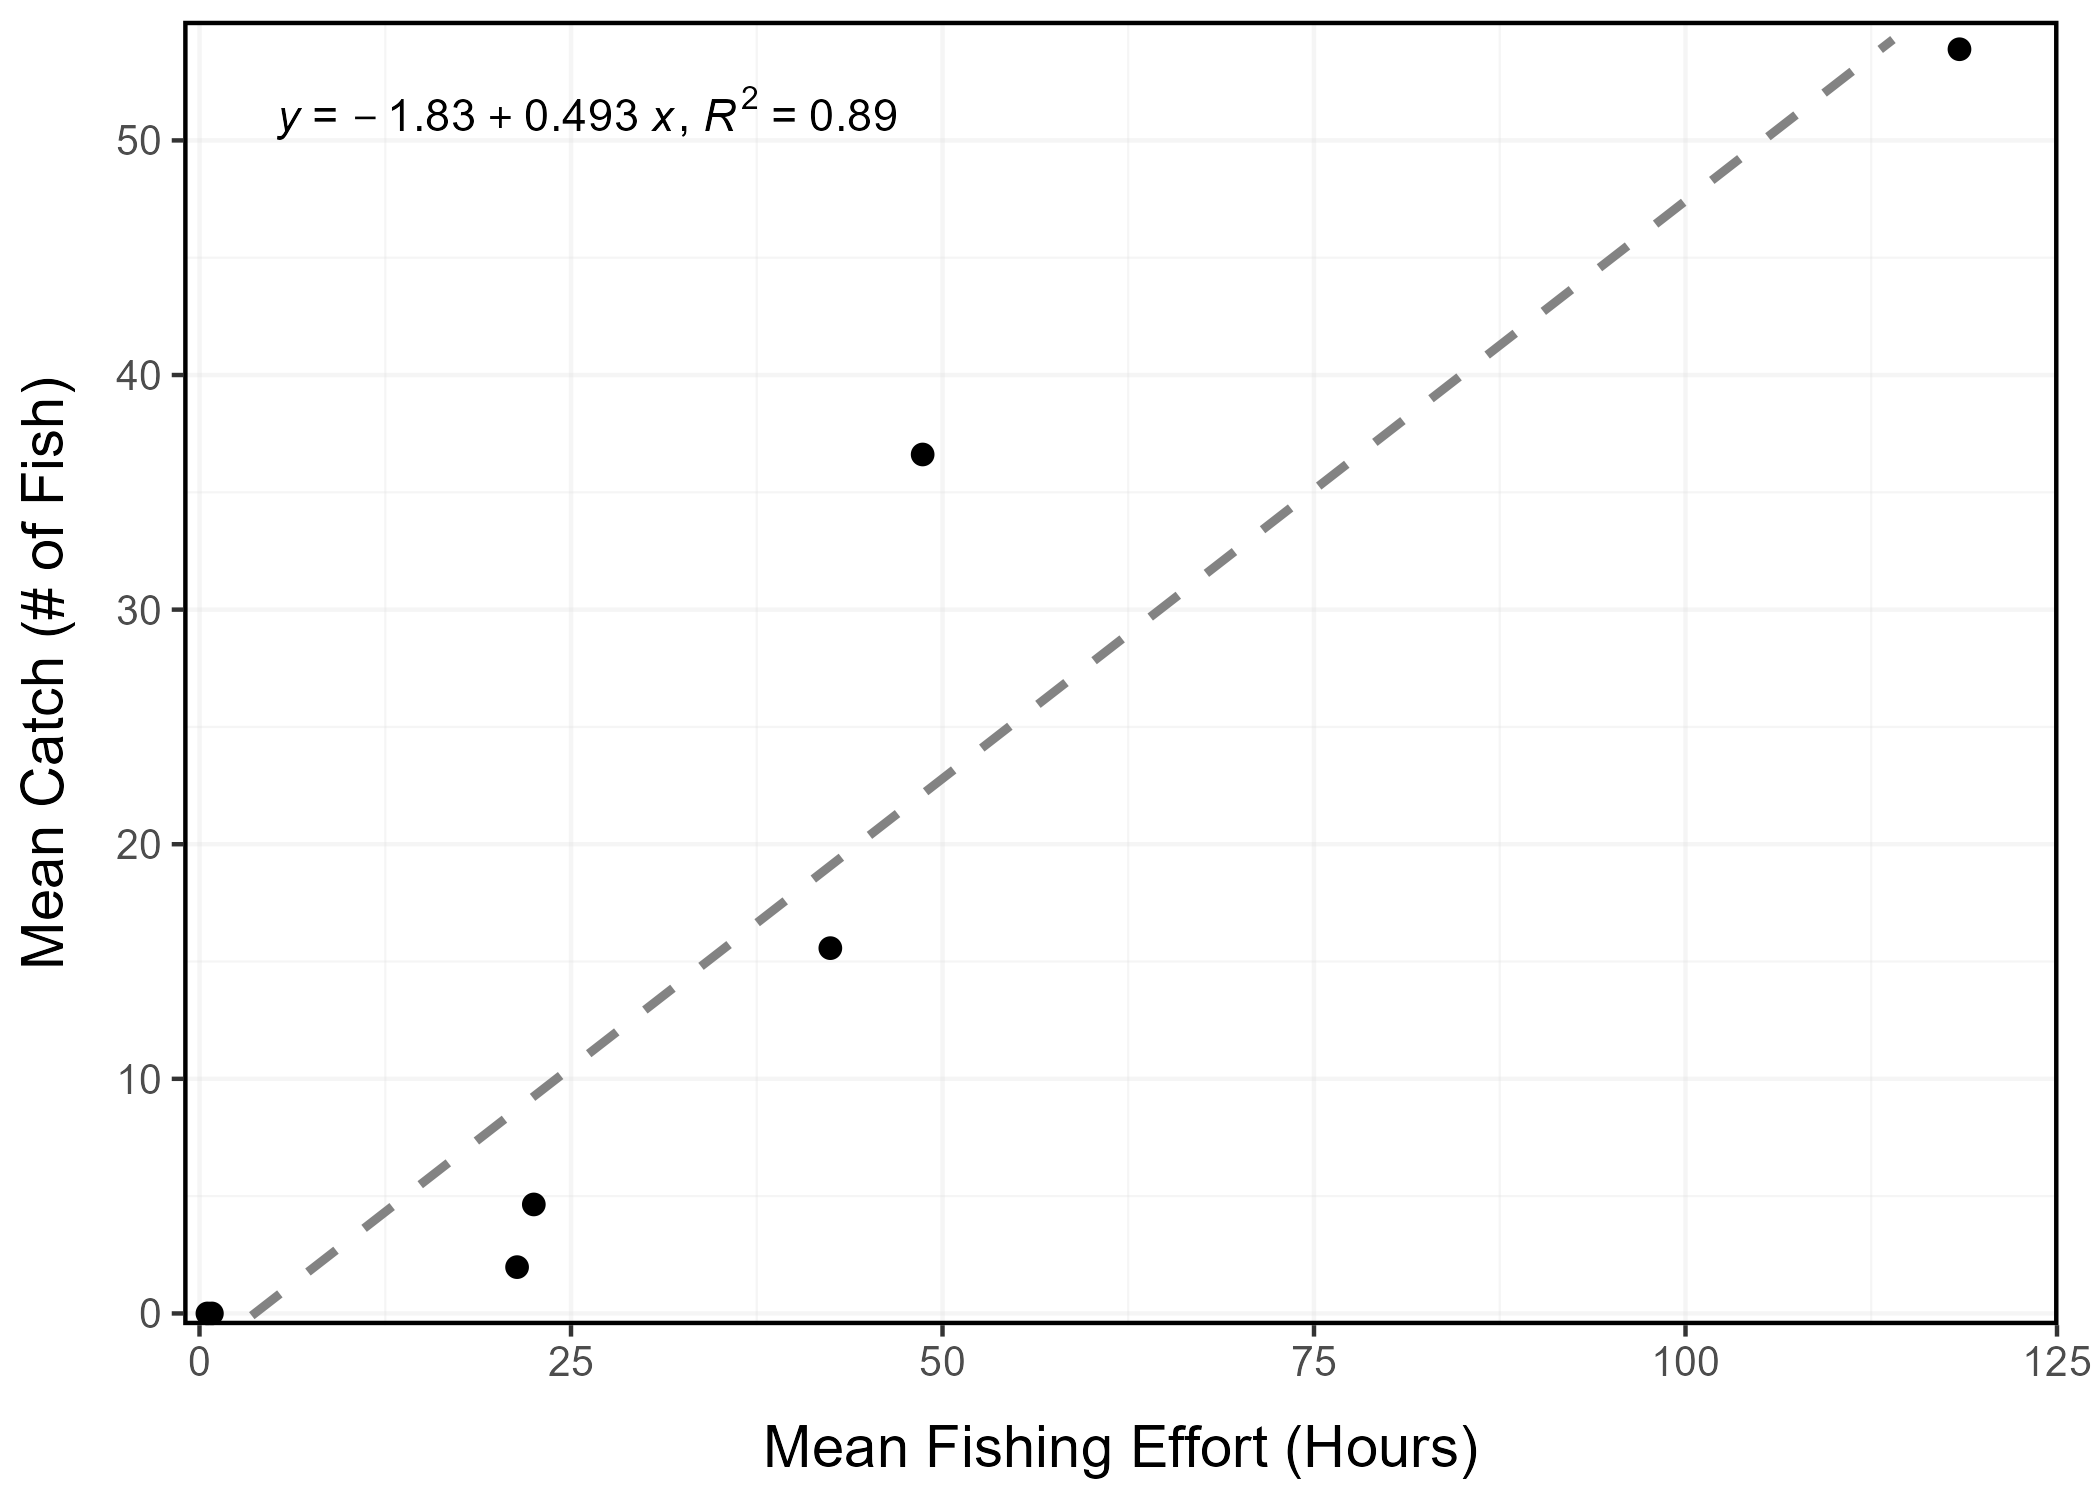 y = − 1.83 + 0.493 x, R² = 0.89
50
40
30
20
10
0
Mean Catch (# of Fish)
0 25 50 75 100 125
Mean Fishing Effort (Hours)